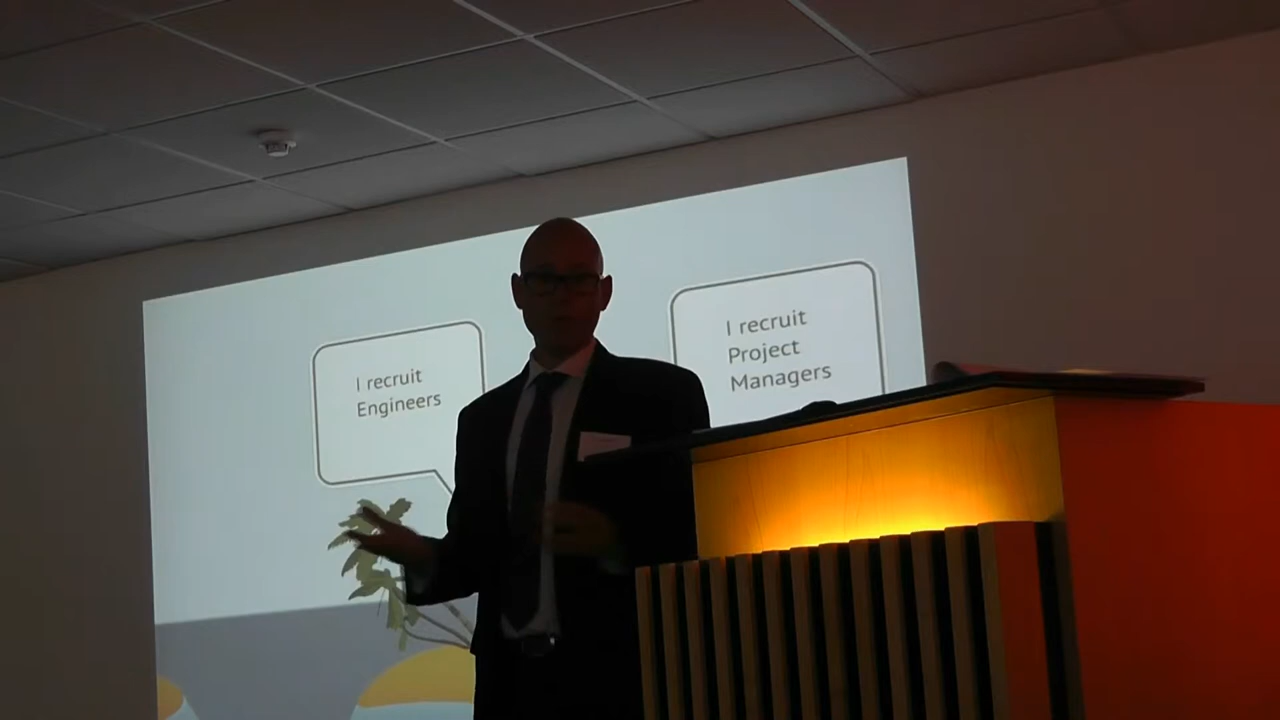 I recruit
Engineers
I recruit
Project
Managers